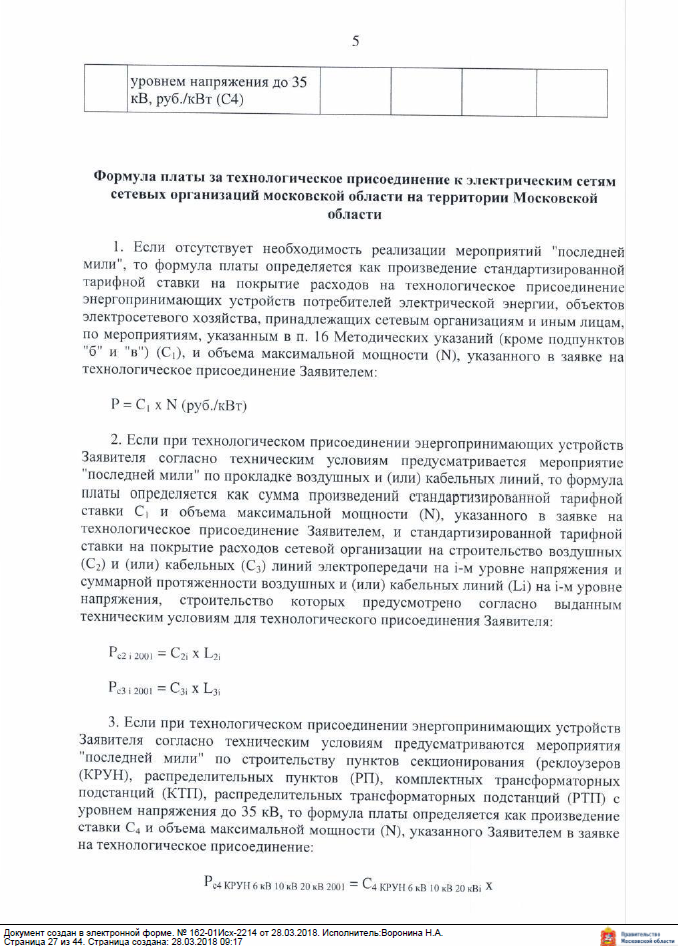 5
уровнем напряжения до 35
кВ, руб./кВт (С4)
Формула платы за технологическое присоединение к электрическим сетям
сетевых организаций московской области на территории Московской
области
1. Если отсутствует необходимость реализации мероприятий "последней
мили", то формула платы определяется как произведение стандартизированной
тарифной ставки на покрытие расходов на технологическое присоединение
энергопринимающих устройств потребителей электрической энергии, объектов
электросетевого хозяйства, принадлежащих сетевым организациям и иным лицам,
по мероприятиям, указанным в п. 16 Методических указаний (кроме подпунктов
"б" и "в") (С₁), и объема максимальной мощности (N), указанного в заявке на
технологическое присоединение Заявителем:
Р = С₁ х N (руб./кВт)
2. Если при технологическом присоединении энергопринимающих устройств
Заявителя согласно техническим условиям предусматривается мероприятие
"последней мили" по прокладке воздушных и (или) кабельных линий, то формула
платы определяется как сумма произведений стандартизированной тарифной
ставки С₁ и объема максимальной мощности (N), указанного в заявке на
технологическое присоединение Заявителем, и стандартизированной тарифной
ставки на покрытие расходов сетевой организации на строительство воздушных
(С₂) и (или) кабельных (С₃) линий электропередачи на i-м уровне напряжения и
суммарной протяженности воздушных и (или) кабельных линий (Li) на i-м уровне
напряжения, строительство которых предусмотрено согласно выданным
техническим условиям для технологического присоединения Заявителя:
Рс2 i 2001 = С2i х L2i
Рс3 i 2001 = С3i х L3i
3. Если при технологическом присоединении энергопринимающих устройств
Заявителя согласно техническим условиям предусматриваются мероприятия
"последней мили" по строительству пунктов секционирования (реклоузеров
(КРУН), распределительных пунктов (РП), комплектных трансформаторных
подстанций (КТП), распределительных трансформаторных подстанций (РТП) с
уровнем напряжения до 35 кВ, то формула платы определяется как произведение
ставки С₄ и объема максимальной мощности (N), указанного Заявителем в заявке
на технологическое присоединение:
Рс4 КРУН 6 кВ 10 кВ 20 кВ 2001 = С4 КРУН 6 кВ 10 кВ 20 кВi х
Документ создан в электронной форме. № 162-01Исх-2214 от 28.03.2018. Исполнитель:Воронина Н.А.
Страница 27 из 44. Страница создана: 28.03.2018 09:17
Правительство
Московской области